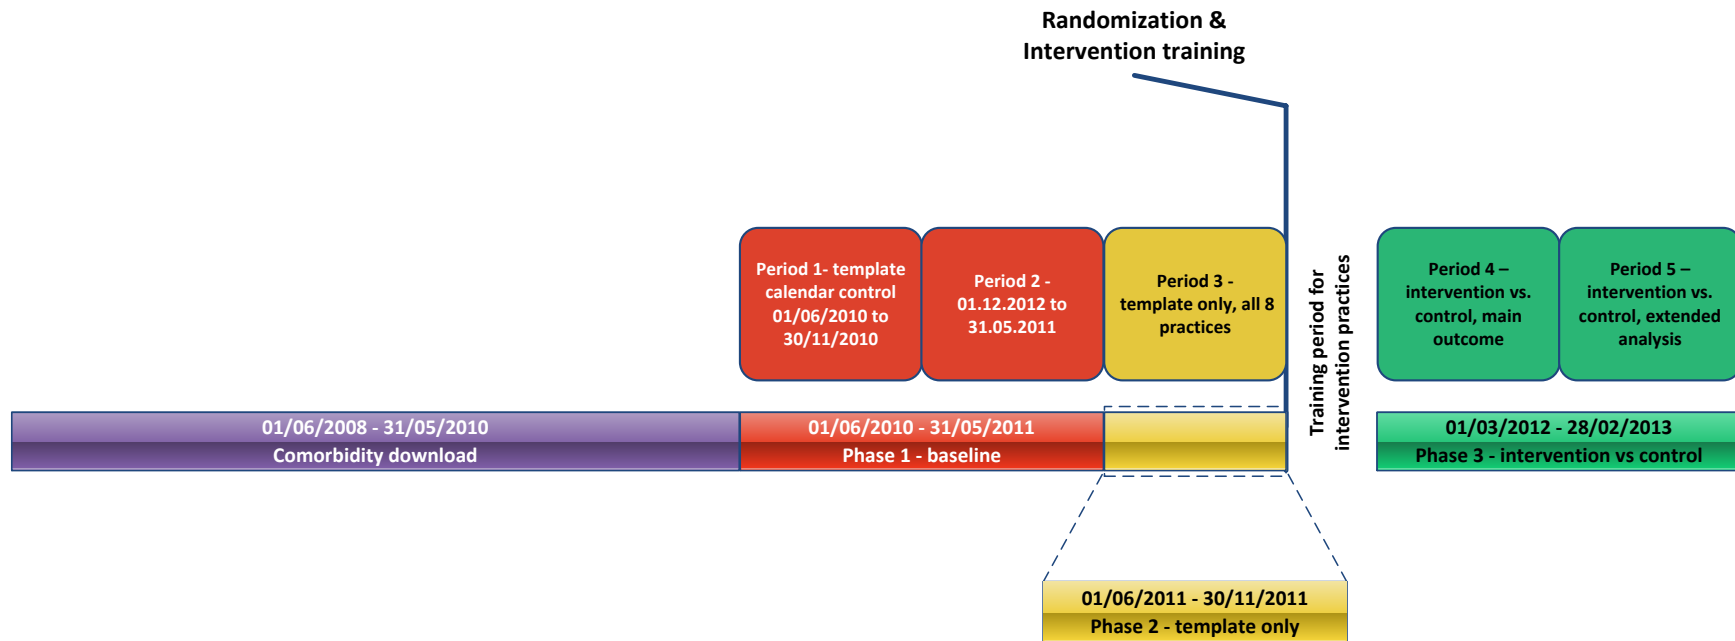 Randomization &
Intervention training
Period 1- template
calendar control
01/06/2010 to
30/11/2010
Period 2 -
01.12.2012 to
31.05.2011
Period 3 -
template only, all 8
practices
Training period for
intervention practices
Period 4 –
intervention vs.
control, main
outcome
Period 5 –
intervention vs.
control, extended
analysis
01/06/2008 - 31/05/2010
Comorbidity download
01/06/2010 - 31/05/2011
Phase 1 - baseline
01/03/2012 - 28/02/2013
Phase 3 - intervention vs control
01/06/2011 - 30/11/2011
Phase 2 - template only